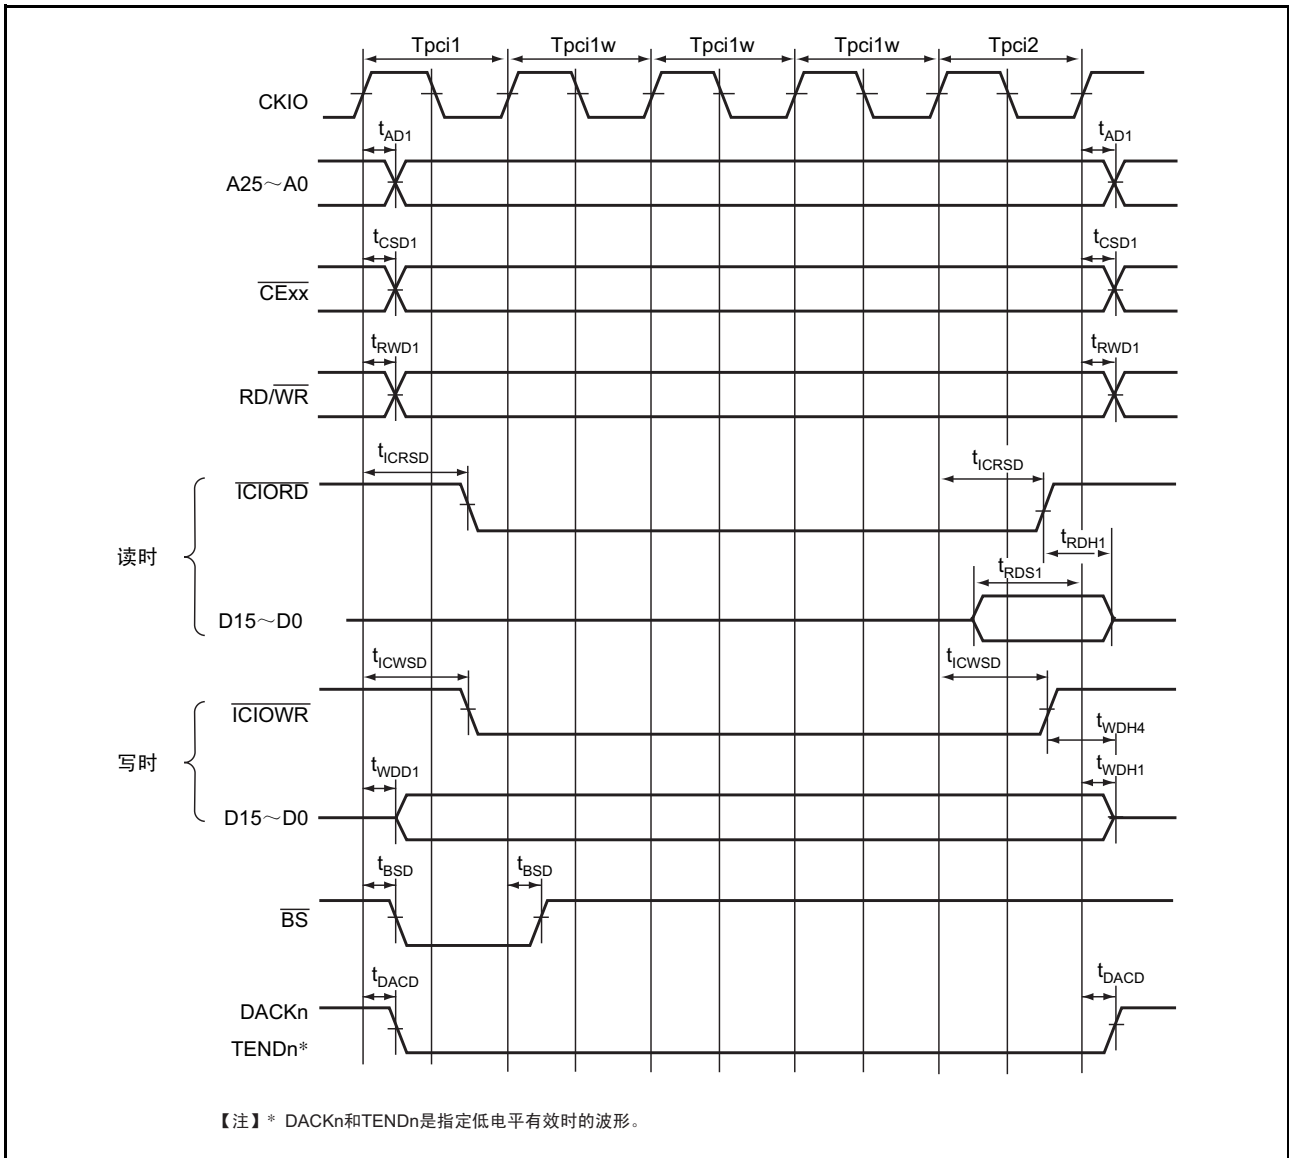 Tpci1 Tpci1w Tpci1w Tpci1w Tpci2
CKIO
tAD1 tAD1
A25～A0
tCSD1 tCSD1
CExx
tRWD1 tRWD1
RD/WR
tICRSD tICRSD
ICIORD
tRDH1
读时
tRDS1
D15～D0
tICWSD tICWSD
ICIOWR
tWDH4
写时
tWDD1 tWDH1
D15～D0
tBSD tBSD
BS
tDACD tDACD
DACKn
TENDn*
【注】* DACKn和TENDn是指定低电平有效时的波形。